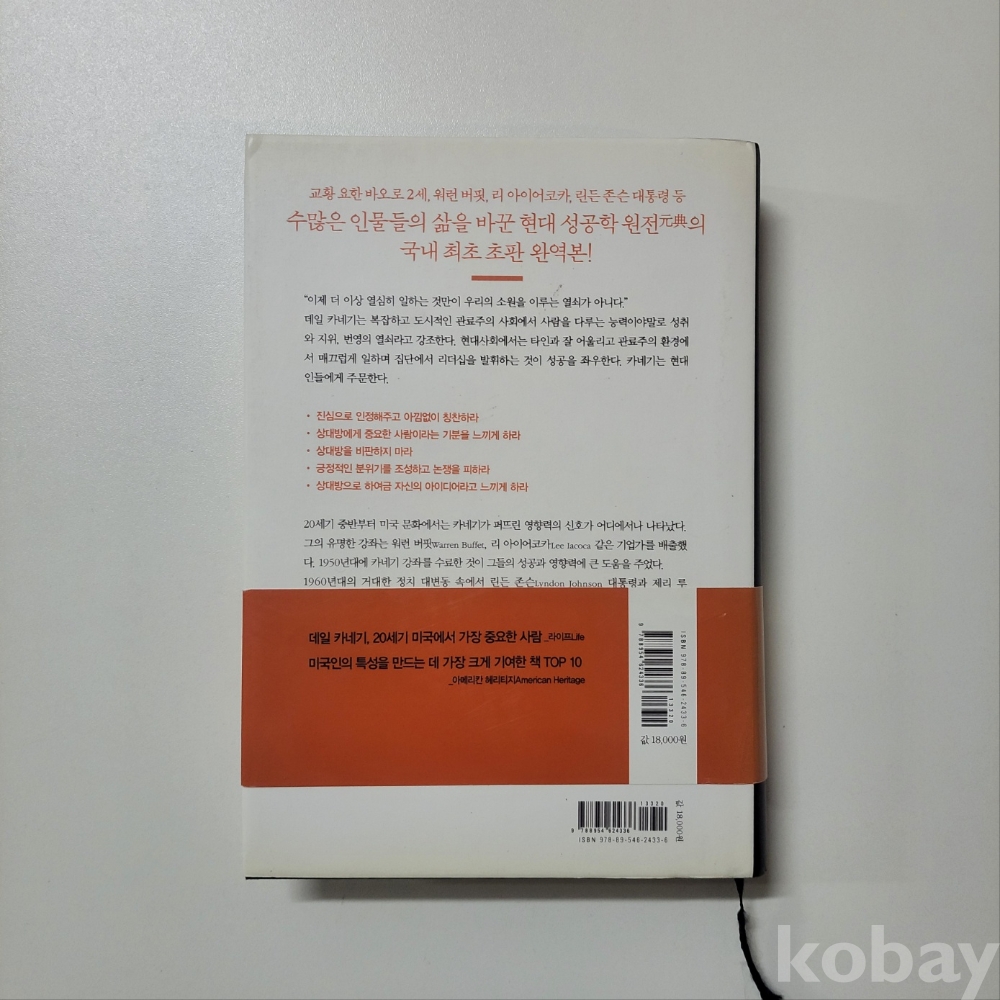 교황 요한 바오로 2세, 워런 버핏, 리 아이어코카, 린든 존슨 대통령 등
수많은 인물들의 삶을 바꾼 현대 성공학 원전元典의
국내 최초 초판 완역본!
“이제 더 이상 열심히 일하는 것만이 우리의 소원을 이루는 열쇠가 아니다.”
데일 카네기는 복잡하고 도시적인 관료주의 사회에서 사람을 다루는 능력이야말로 성취
와 지위, 번영의 열쇠라고 강조한다. 현대사회에서는 타인과 잘 어울리고 관료주의 환경에
서 매끄럽게 일하며 집단에서 리더십을 발휘하는 것이 성공을 좌우한다. 카네기는 현대
인들에게 주문한다.
• 진심으로 인정해주고 아낌없이 칭찬하라
• 상대방에게 중요한 사람이라는 기분을 느끼게 하라
• 상대방을 비판하지 마라
• 긍정적인 분위기를 조성하고 논쟁을 피하라
• 상대방으로 하여금 자신의 아이디어라고 느끼게 하라
20세기 중반부터 미국 문화에서는 카네기가 퍼뜨린 영향력의 신호가 어디에서나 나타났다.
그의 유명한 강좌는 워런 버핏Warren Buffet, 리 아이어코카Lee Iacoca 같은 기업가를 배출했
다. 1950년대에 카네기 강좌를 수료한 것이 그들의 성공과 영향력에 큰 도움을 주었다.
1960년대의 거대한 정치 대변동 속에서 린든 존슨Lyndon Johnson 대통령과 제리 루
데일 카네기, 20세기 미국에서 가장 중요한 사람 _라이프Life
미국인의 특성을 만드는 데 가장 크게 기여한 책 TOP 10
_아메리칸 헤리티지American Heritage
ISBN 978-89-546-2433-6
13320
9 788954 624336
값 18,000원
13320
9 788954 624336
ISBN 978-89-546-2433-6
값 18,000원
kobay